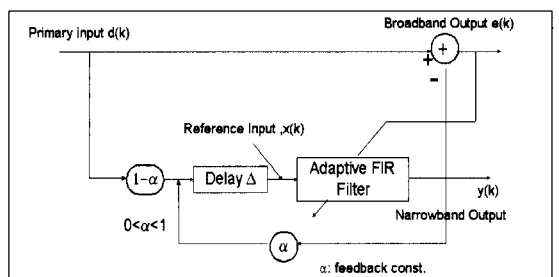 Primary input d(k)
Broadband Output e(k)
+
+
−
Reference Input ,x(k)
1-α
Delay Δ
Adaptive FIR
Filter
y(k)
Narrowband Output
0<α<1
α
α: feedback const.